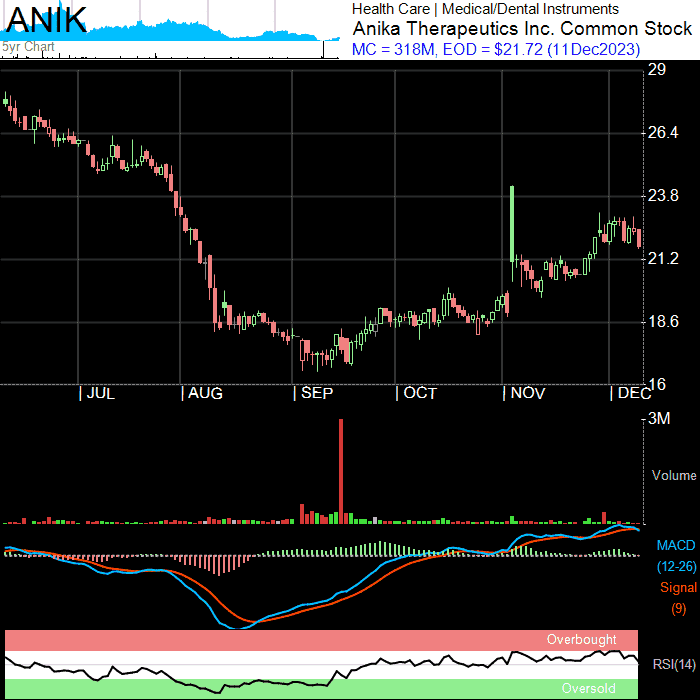 ANIK
5yr Chart
Health Care | Medical/Dental Instruments
Anika Therapeutics Inc. Common Stock
MC = 318M, EOD = $21.72 (11Dec2023)
29
26.4
23.8
21.2
18.6
16
| JUL | AUG | SEP | OCT | NOV | DEC
3M
Volume
MACD
(12-26)
Signal
(9)
Overbought
RSI(14)
Oversold